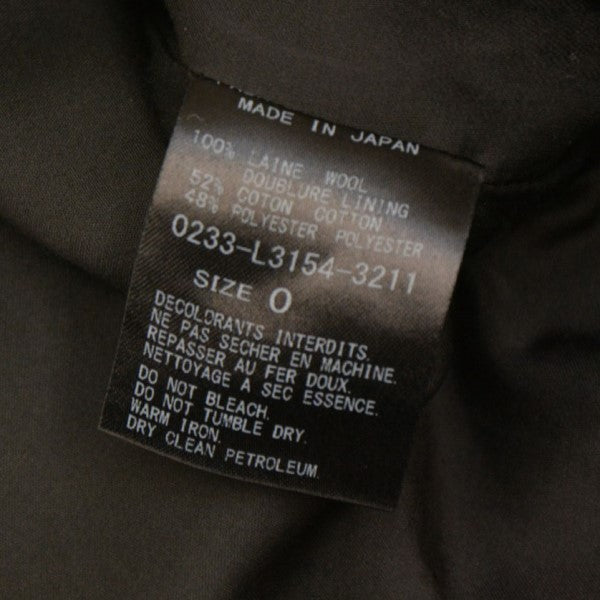 MADE IN JAPAN
100% LAINE WOOL
DOUBLURE LINING
52% COTON COTTON
48% POLYESTER POLYESTER
0233-L3154-3211
SIZE 0
DECOLORANTS INTERDITS.
NE PAS SECHER EN MACHINE.
REPASSER AU FER DOUX.
NETTOYAGE A SEC ESSENCE.
DO NOT BLEACH.
DO NOT TUMBLE DRY.
WARM IRON.
DRY CLEAN PETROLEUM